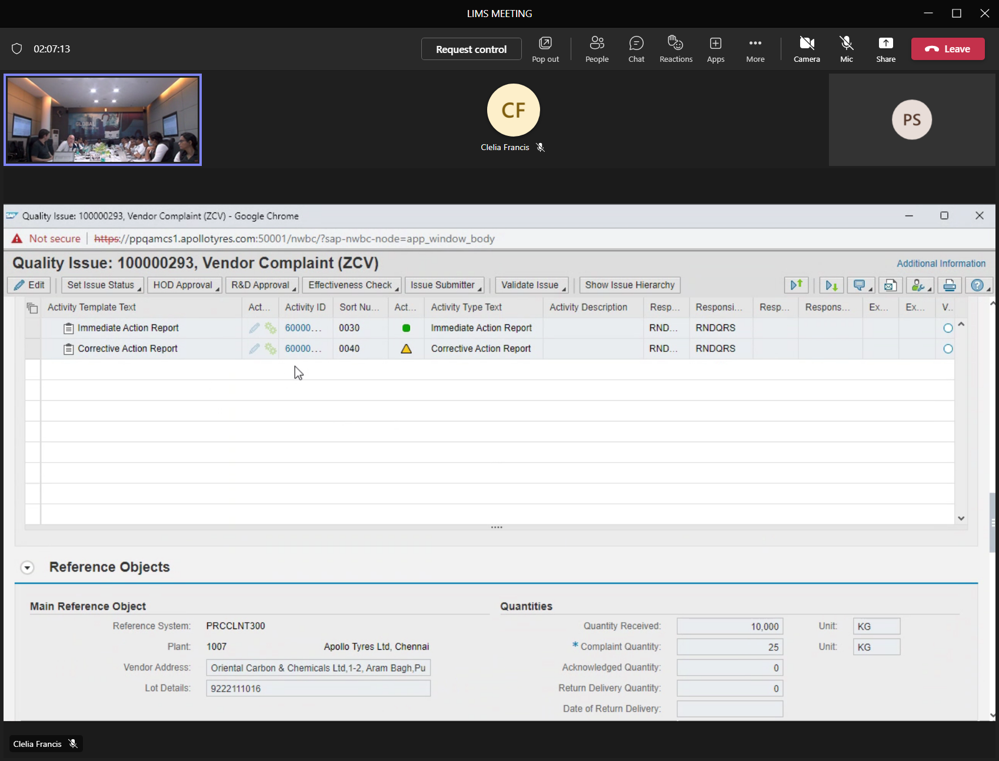 LIMS MEETING
02:07:13
Request control
Pop out
People
Chat
Reactions
Apps
More
Camera
Mic
Share
Leave
GLOBAL
CF
Clelia Francis
PS
Quality Issue: 100000293, Vendor Complaint (ZCV) - Google Chrome
Not secure https://ppqamcs1.apollotyres.com:50001/nwbc/?sap-nwbc-node=app_window_body
Quality Issue: 100000293, Vendor Complaint (ZCV)
Additional Information
Edit Set Issue Status HOD Approval R&D Approval Effectiveness Check Issue Submitter Validate Issue Show Issue Hierarchy
Activity Template Text Act... Activity ID Sort Nu... Act... Activity Type Text Activity Description Resp... Responsi... Resp... Respons... Ex... Ex... V..
Immediate Action Report 60000... 0030 Immediate Action Report RND... RNDQRS
Corrective Action Report 60000... 0040 Corrective Action Report RND... RNDQRS
Reference Objects
Main Reference Object
Reference System: PRCCLNT300
Plant: 1007 Apollo Tyres Ltd, Chennai
Vendor Address: Oriental Carbon & Chemicals Ltd,1-2, Aram Bagh,Pu
Lot Details: 9222111016
Quantities
Quantity Received: 10,000 Unit: KG
* Complaint Quantity: 25 Unit: KG
Acknowledged Quantity: 0
Return Delivery Quantity: 0
Date of Return Delivery:
Clelia Francis